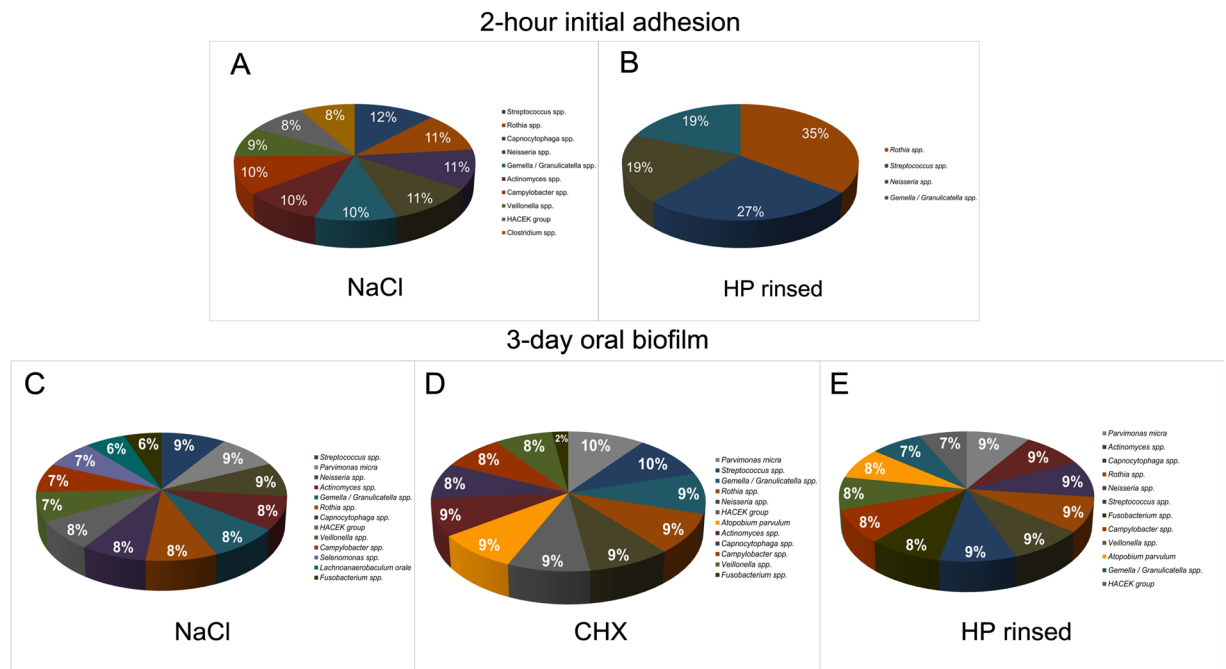 2-hour initial adhesion
A
8%
12%
8%
11%
9%
11%
10%
11%
10%
10%
Streptococcus spp.
Rothia spp.
Capnocytophaga spp.
Neisseria spp.
Gemella / Granulicatella spp.
Actinomyces spp.
Campylobacter spp.
Veillonella spp.
HACEK group
Clostridium spp.
NaCl
B
19%
35%
19%
27%
Rothia spp.
Streptococcus spp.
Neisseria spp.
Gemella / Granulicatella spp.
HP rinsed
3-day oral biofilm
C
6%
6%
9%
7%
9%
7%
9%
7%
8%
8%
8%
8%
8%
Streptococcus spp.
Parvimonas micra
Neisseria spp.
Actinomyces spp.
Gemella / Granulicatella spp.
Rothia spp.
Capnocytophaga spp.
HACEK group
Veillonella spp.
Campylobacter spp.
Selenomonas spp.
Lachnoanaerobaculum orale
Fusobacterium spp.
NaCl
D
2%
8%
10%
8%
10%
8%
9%
9%
9%
9%
9%
9%
Parvimonas micra
Streptococcus spp.
Gemella / Granulicatella spp.
Rothia spp.
Neisseria spp.
HACEK group
Atopobium parvulum
Actinomyces spp.
Capnocytophaga spp.
Campylobacter spp.
Veillonella spp.
Fusobacterium spp.
CHX
E
7%
9%
7%
9%
8%
9%
8%
9%
8%
9%
8%
9%
Parvimonas micra
Actinomyces spp.
Capnocytophaga spp.
Rothia spp.
Neisseria spp.
Streptococcus spp.
Fusobacterium spp.
Campylobacter spp.
Veillonella spp.
Atopobium parvulum
Gemella / Granulicatella spp.
HACEK group
HP rinsed